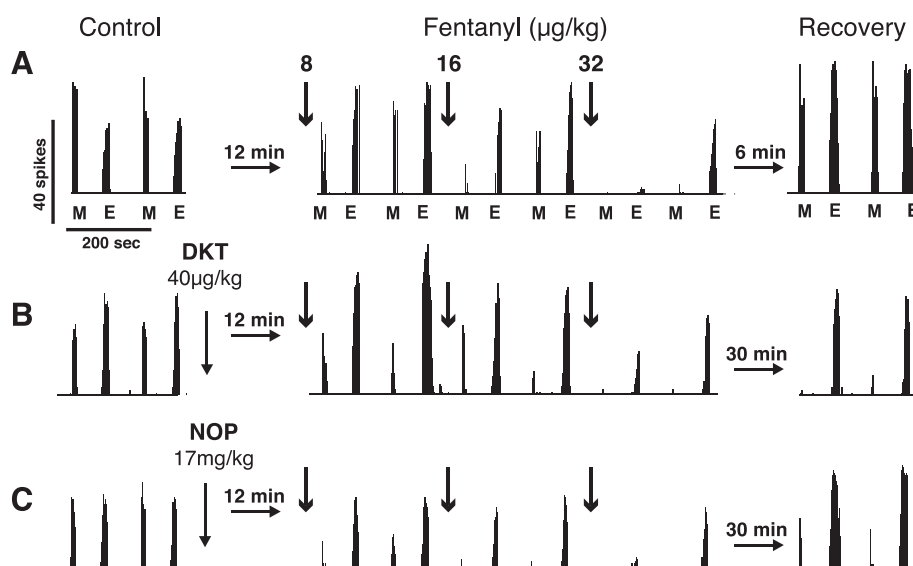 Control Fentanyl (µg/kg) Recovery
A 8 16 32
40 spikes
12 min 6 min
M E M E M E M E M E M E M E M E M E M E
200 sec
DKT
40µg/kg
B 12 min
30 min
NOP
17mg/kg
C 12 min
30 min